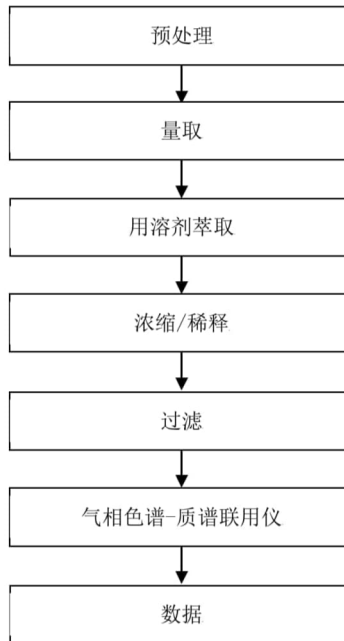 预处理
量取
用溶剂萃取
浓缩/稀释
过滤
气相色谱-质谱联用仪
数据